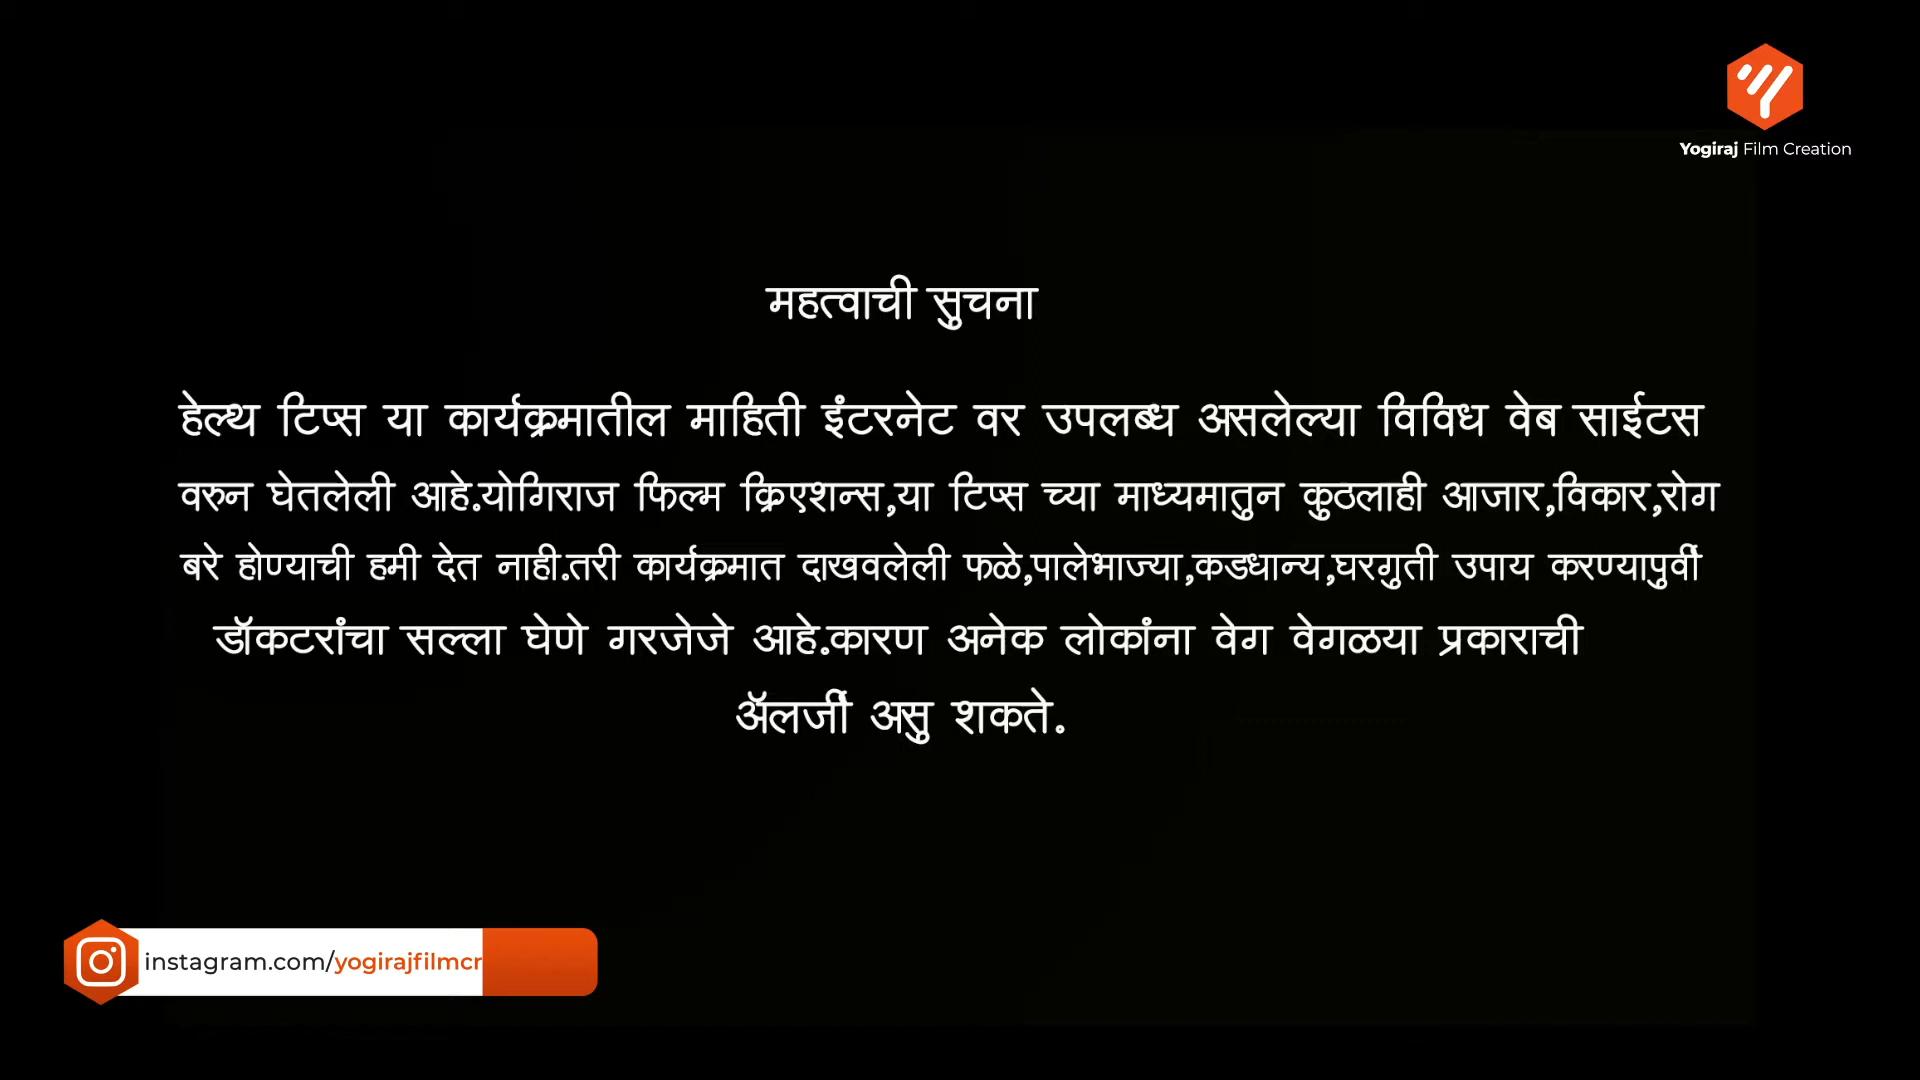 Yogiraj Film Creation
महत्वाची सुचना
हेल्थ टिप्स या कार्यक्रमातील माहिती इंटरनेट वर उपलब्ध असलेल्या विविध वेब साईटस
वरुन घेतलेली आहे.योगिराज फिल्म क्रिएशन्स,या टिप्स च्या माध्यमातुन कुठलाही आजार,विकार,रोग
बरे होण्याची हमी देत नाही.तरी कार्यक्रमात दाखवलेली फळे,पालेभाज्या,कडधान्य,घरगुती उपाय करण्यापुर्वी
डॉकटरांचा सल्ला घेणे गरजेजे आहे.कारण अनेक लोकांना वेग वेगळया प्रकाराची
ॲलर्जी असु शकते.
instagram.com/yogirajfilmcr